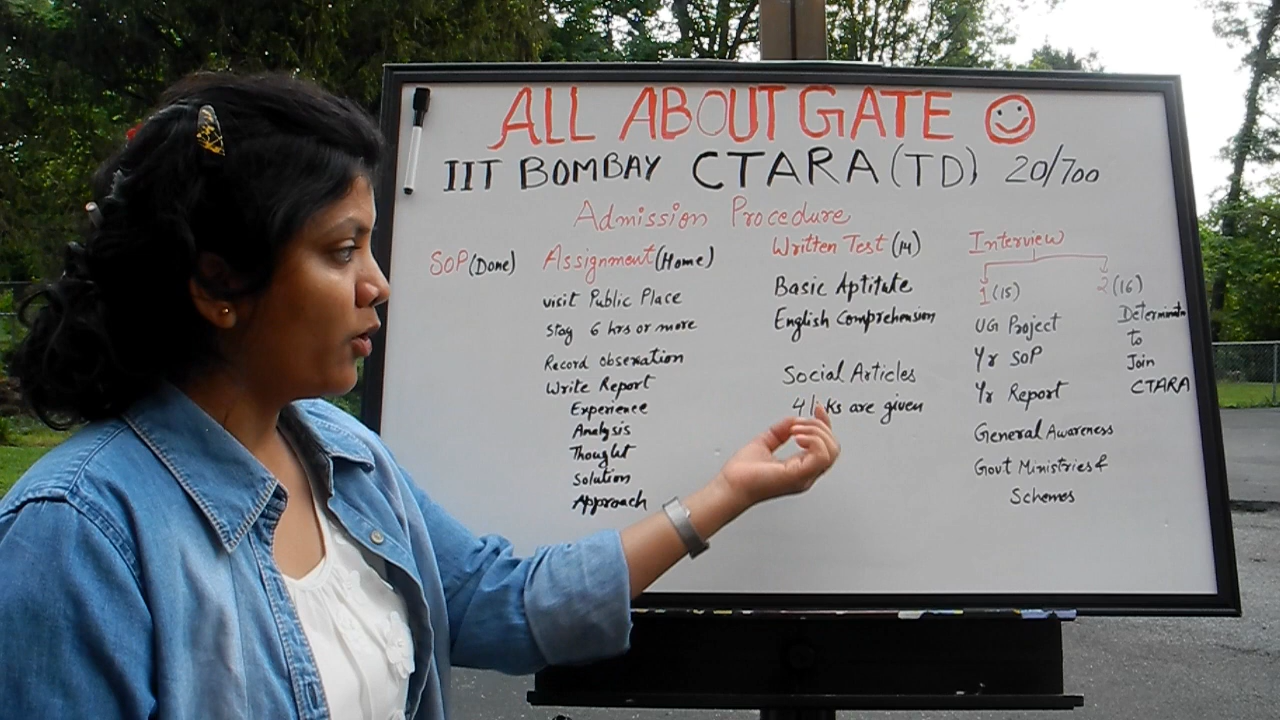 ALL ABOUT GATE
IIT BOMBAY CTARA (TD) 20/700
Admission Procedure
SOP (Done)
Assignment (Home)
visit Public Place
stay 6 hrs or more
Record obseration
Write Report
Experience
Analysis
Thought
Solution
Approach
Written Test (14)
Basic Aptitute
English Comprehension
Social Articles
4 are given
Interview
1 (15)
UG Project
Yr SoP
Yr Report
General Awareness
Govt Ministries &
Schemes
2 (16)
to
Join
CTARA